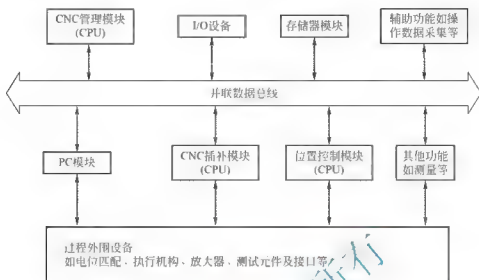 CNC管理模块
(CPU)
I/O设备
存储器模块
辅助功能如操
作数据采集等
并联数据总线
PC模块
CNC插补模块
(CPU)
位置控制模块
(CPU)
其他功能
如测量等
过程外围设备
如电位匹配、执行机构、放大器、测试元件及接口等